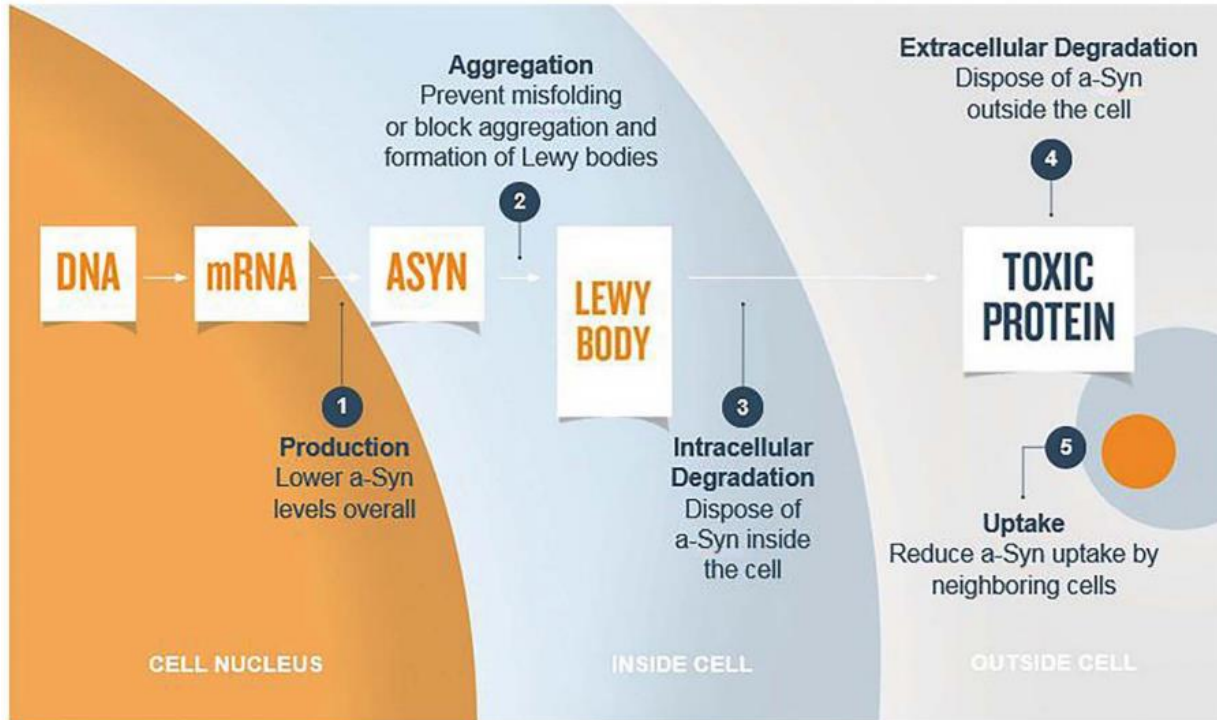 Aggregation
Prevent misfolding
or block aggregation and
formation of Lewy bodies
2
Extracellular Degradation
Dispose of a-Syn
outside the cell
4
DNA
mRNA
ASYN
LEWY
BODY
TOXIC
PROTEIN
1
Production
Lower a-Syn
levels overall
3
Intracellular
Degradation
Dispose of
a-Syn inside
the cell
5
Uptake
Reduce a-Syn uptake by
neighboring cells
CELL NUCLEUS
INSIDE CELL
OUTSIDE CELL